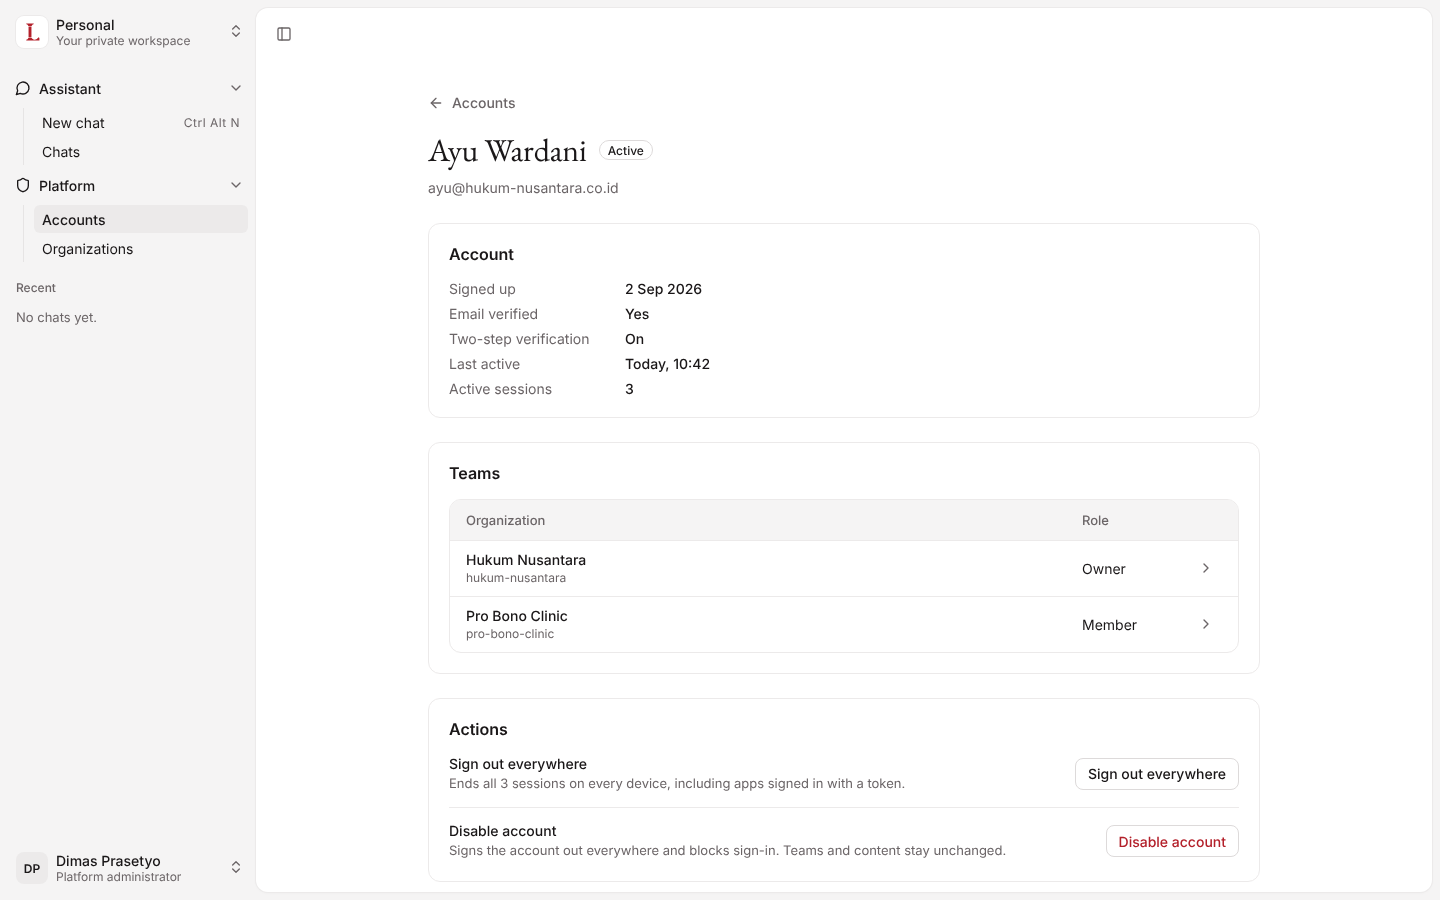 L
Personal
Your private workspace
Assistant
New chat
Ctrl Alt N
Chats
Platform
Accounts
Organizations
Recent
No chats yet.
DP
Dimas Prasetyo
Platform administrator
Accounts
Ayu Wardani
Active
ayu@hukum-nusantara.co.id
Account
Signed up 2 Sep 2026
Email verified Yes
Two-step verification On
Last active Today, 10:42
Active sessions 3
Teams
Organization Role
Hukum Nusantara
hukum-nusantara
Owner
Pro Bono Clinic
pro-bono-clinic
Member
Actions
Sign out everywhere
Ends all 3 sessions on every device, including apps signed in with a token.
Sign out everywhere
Disable account
Signs the account out everywhere and blocks sign-in. Teams and content stay unchanged.
Disable account